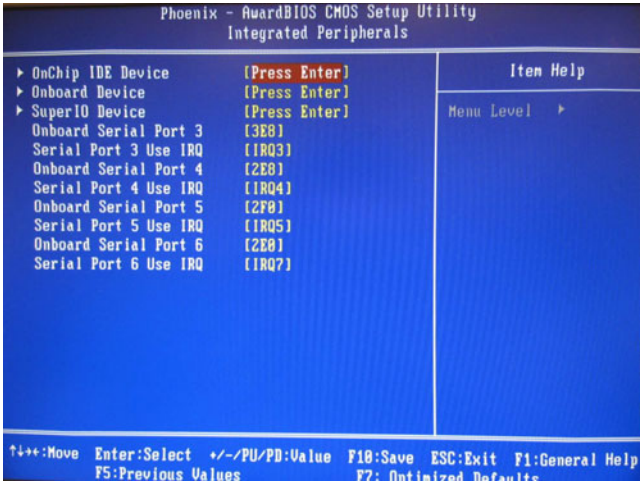 Phoenix - AwardBIOS CMOS Setup Utility
Integrated Peripherals
▶ OnChip IDE Device [Press Enter] Item Help
▶ Onboard Device [Press Enter]
▶ SuperIO Device [Press Enter] Menu Level ▶
Onboard Serial Port 3 [3E8]
Serial Port 3 Use IRQ [IRQ3]
Onboard Serial Port 4 [2E8]
Serial Port 4 Use IRQ [IRQ4]
Onboard Serial Port 5 [2F0]
Serial Port 5 Use IRQ [IRQ5]
Onboard Serial Port 6 [2E0]
Serial Port 6 Use IRQ [IRQ7]
↑↓→←:Move Enter:Select +/-/PU/PD:Value F10:Save ESC:Exit F1:General Help
F5:Previous Values F7: Optimized Defaults